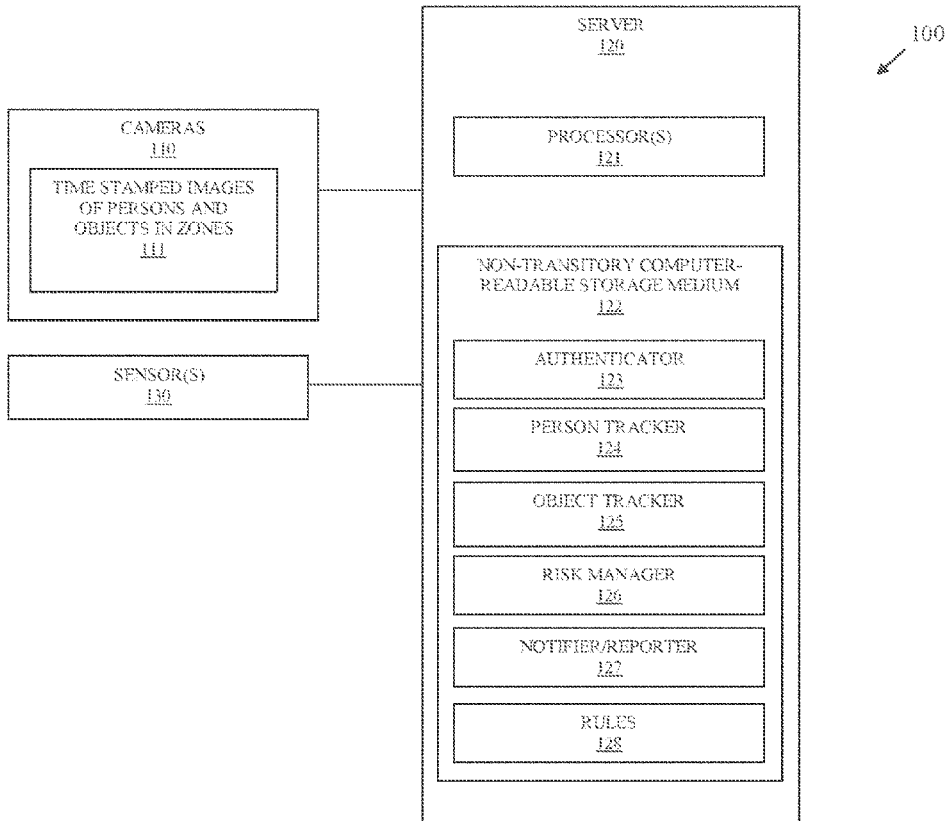 SERVER
120
100
CAMERAS
110
TIME STAMPED IMAGES
OF PERSONS AND
OBJECTS IN ZONES
111
PROCESSOR(S)
121
NON-TRANSITORY COMPUTER-
READABLE STORAGE MEDIUM
122
SENSOR(S)
130
AUTHENTICATOR
123
PERSON TRACKER
124
OBJECT TRACKER
125
RISK MANAGER
126
NOTIFIER/REPORTER
127
RULES
128